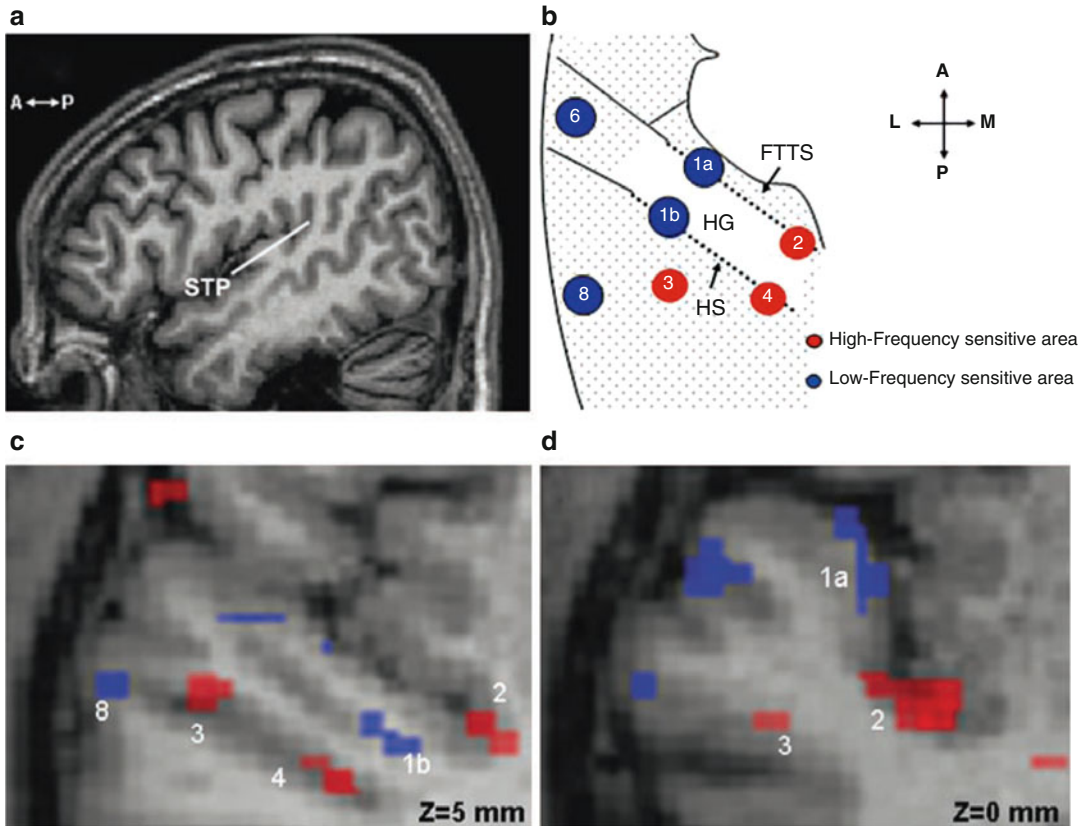 a
A P
STP
b
6
1a
FTTS
1b
HG
2
8
3
4
HS
A
L M
P
High-Frequency sensitive area
Low-Frequency sensitive area
c
8
3
4
1b
2
Z=5 mm
d
1a
2
3
Z=0 mm